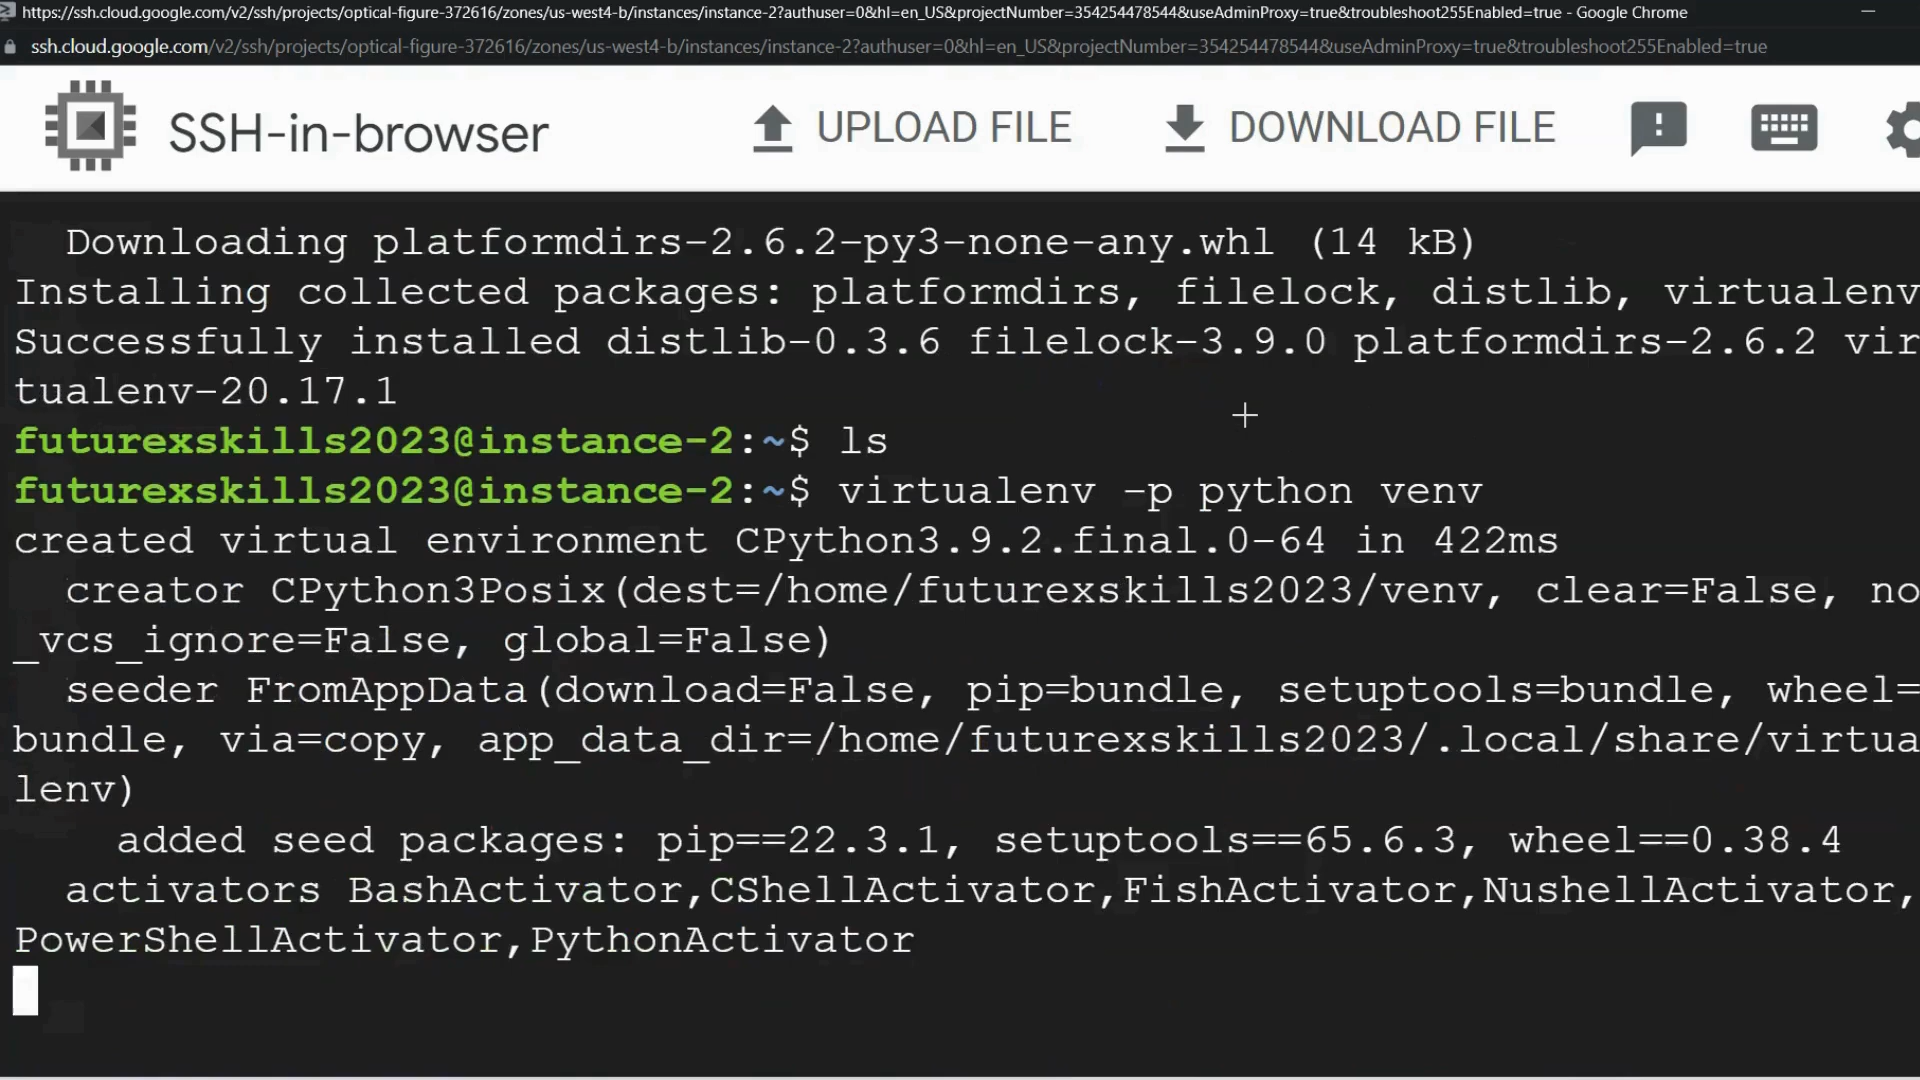 https://ssh.cloud.google.com/v2/ssh/projects/optical-figure-372616/zones/us-west4-b/instances/instance-2?authuser=0&hl=en_US&projectNumber=354254478544&useAdminProxy=true&troubleshoot255Enabled=true - Google Chrome
ssh.cloud.google.com/v2/ssh/projects/optical-figure-372616/zones/us-west4-b/instances/instance-2?authuser=0&hl=en_US&projectNumber=354254478544&useAdminProxy=true&troubleshoot255Enabled=true
SSH-in-browser UPLOAD FILE DOWNLOAD FILE
Downloading platformdirs-2.6.2-py3-none-any.whl (14 kB)
Installing collected packages: platformdirs, filelock, distlib, virtualenv
Successfully installed distlib-0.3.6 filelock-3.9.0 platformdirs-2.6.2 vir
tualenv-20.17.1
futurexskills2023@instance-2:~$ ls
futurexskills2023@instance-2:~$ virtualenv -p python venv
created virtual environment CPython3.9.2.final.0-64 in 422ms
creator CPython3Posix(dest=/home/futurexskills2023/venv, clear=False, no
_vcs_ignore=False, global=False)
seeder FromAppData(download=False, pip=bundle, setuptools=bundle, wheel=
bundle, via=copy, app_data_dir=/home/futurexskills2023/.local/share/virtua
lenv)
added seed packages: pip==22.3.1, setuptools==65.6.3, wheel==0.38.4
activators BashActivator,CShellActivator,FishActivator,NushellActivator,
PowerShellActivator,PythonActivator